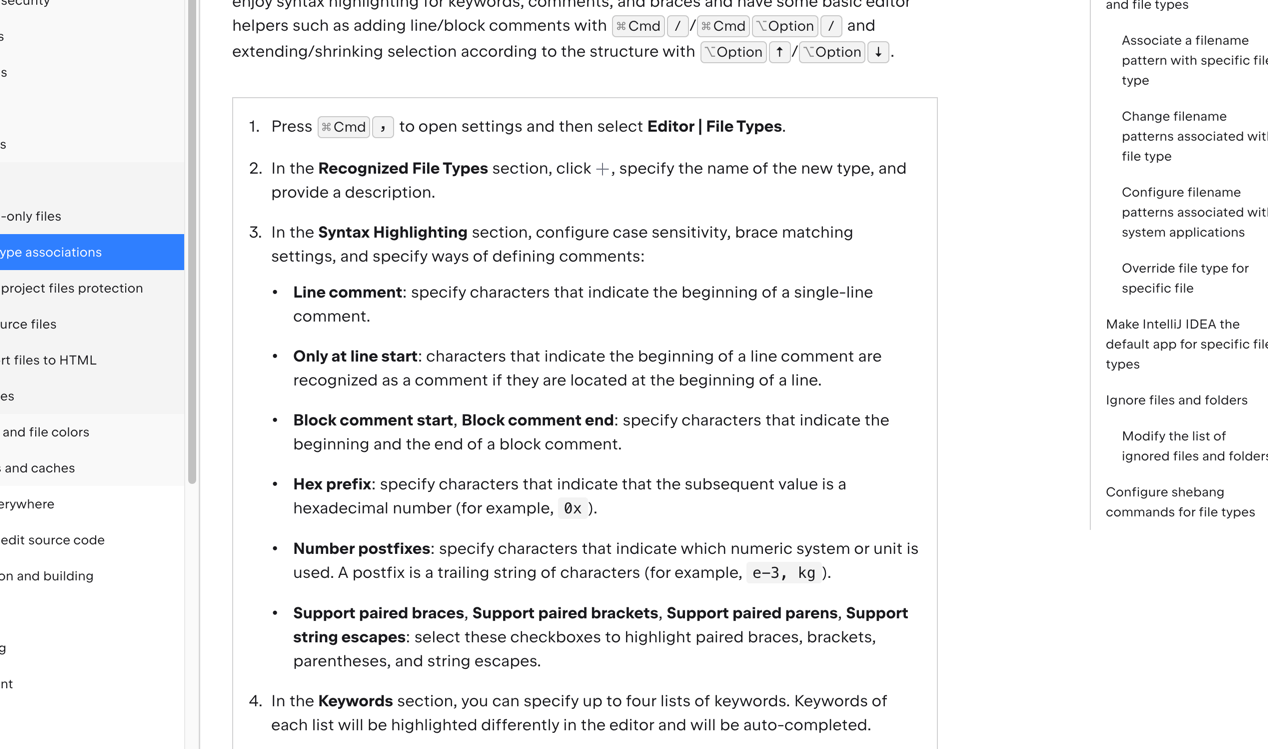 security
s
s
s
-only files
ype associations
project files protection
urce files
rt files to HTML
es
and file colors
s and caches
erywhere
edit source code
on and building
g
nt
enjoy syntax highlighting for keywords, comments, and braces and have some basic editor
helpers such as adding line/block comments with ⌘Cmd / / ⌘Cmd ⌥Option / and
extending/shrinking selection according to the structure with ⌥Option ↑ / ⌥Option ↓ .
1. Press ⌘Cmd , to open settings and then select Editor | File Types.
2. In the Recognized File Types section, click +, specify the name of the new type, and
provide a description.
3. In the Syntax Highlighting section, configure case sensitivity, brace matching
settings, and specify ways of defining comments:
• Line comment: specify characters that indicate the beginning of a single-line
comment.
• Only at line start: characters that indicate the beginning of a line comment are
recognized as a comment if they are located at the beginning of a line.
• Block comment start, Block comment end: specify characters that indicate the
beginning and the end of a block comment.
• Hex prefix: specify characters that indicate that the subsequent value is a
hexadecimal number (for example, 0x ).
• Number postfixes: specify characters that indicate which numeric system or unit is
used. A postfix is a trailing string of characters (for example, e-3, kg ).
• Support paired braces, Support paired brackets, Support paired parens, Support
string escapes: select these checkboxes to highlight paired braces, brackets,
parentheses, and string escapes.
4. In the Keywords section, you can specify up to four lists of keywords. Keywords of
each list will be highlighted differently in the editor and will be auto-completed.
and file types
Associate a filename
pattern with specific file
type
Change filename
patterns associated with
file type
Configure filename
patterns associated with
system applications
Override file type for
specific file
Make IntelliJ IDEA the
default app for specific file
types
Ignore files and folders
Modify the list of
ignored files and folders
Configure shebang
commands for file types